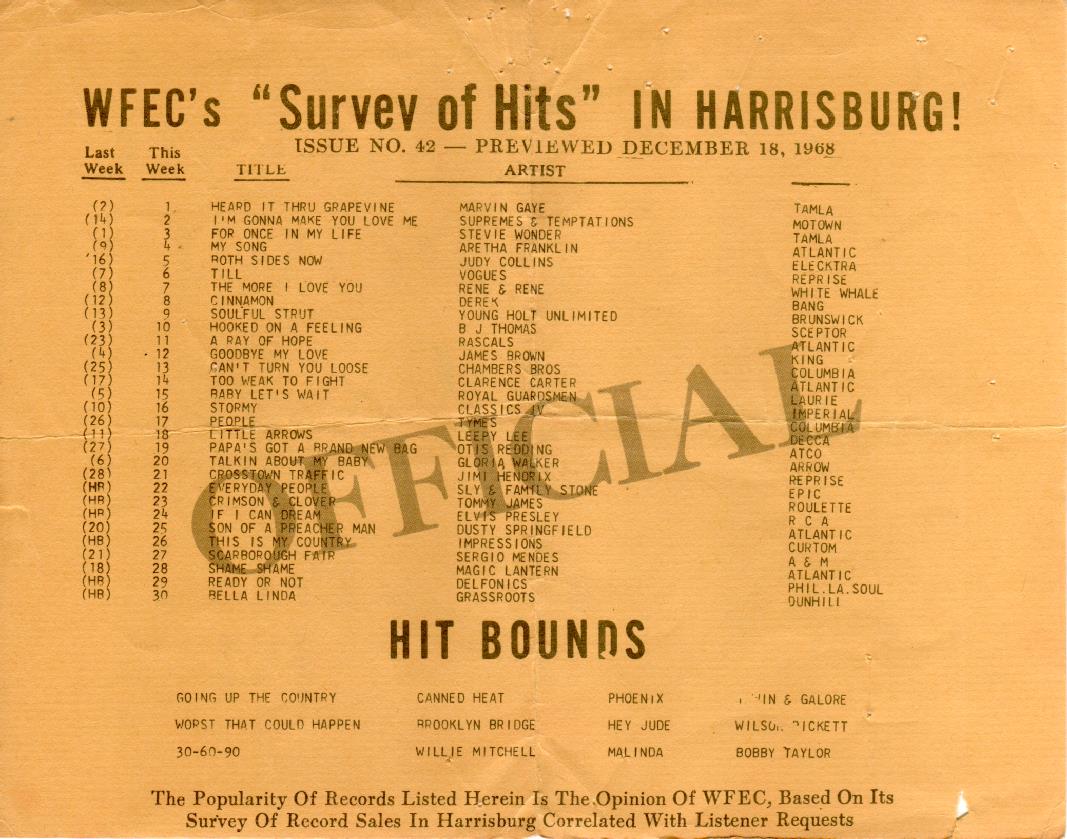 WFEC's "Survey of Hits" IN HARRISBURG!
ISSUE NO. 42 — PREVIEWED DECEMBER 18, 1968
Last Week This Week TITLE ARTIST
(2) 1 HEARD IT THRU GRAPEVINE MARVIN GAYE TAMLA
(14) 2 I'M GONNA MAKE YOU LOVE ME SUPREMES & TEMPTATIONS MOTOWN
(1) 3 FOR ONCE IN MY LIFE STEVIE WONDER TAMLA
(9) 4 MY SONG ARETHA FRANKLIN ATLANTIC
'16) 5 BOTH SIDES NOW JUDY COLLINS ELECKTRA
(7) 6 TILL VOGUES REPRISE
(8) 7 THE MORE I LOVE YOU RENE & RENE WHITE WHALE
(12) 8 CINNAMON DEREK BANG
(13) 9 SOULFUL STRUT YOUNG HOLT UNLIMITED BRUNSWICK
(3) 10 HOOKED ON A FEELING B J THOMAS SCEPTOR
(23) 11 A RAY OF HOPE RASCALS ATLANTIC
(4) 12 GOODBYE MY LOVE JAMES BROWN KING
(25) 13 CAN'T TURN YOU LOOSE CHAMBERS BROS COLUMBIA
(17) 14 TOO WEAK TO FIGHT CLARENCE CARTER ATLANTIC
(5) 15 BABY LET'S WAIT ROYAL GUARDSMEN LAURIE
(10) 16 STORMY CLASSICS IV IMPERIAL
(26) 17 PEOPLE TYMES COLUMBIA
(11) 18 LITTLE ARROWS LEEPY LEE DECCA
(27) 19 PAPA'S GOT A BRAND NEW BAG OTIS REDDING ATCO
(6) 20 TALKIN ABOUT MY BABY GLORIA WALKER ARROW
(28) 21 CROSSTOWN TRAFFIC JIMI HENDRIX REPRISE
(HB) 22 EVERYDAY PEOPLE SLY & FAMILY STONE EPIC
(HB) 23 CRIMSON & CLOVER TOMMY JAMES ROULETTE
(HB) 24 IF I CAN DREAM ELVIS PRESLEY R C A
(20) 25 SON OF A PREACHER MAN DUSTY SPRINGFIELD ATLANTIC
(HB) 26 THIS IS MY COUNTRY IMPRESSIONS CURTOM
(21) 27 SCARBOROUGH FAIR SERGIO MENDES A & M
(18) 28 SHAME SHAME MAGIC LANTERN ATLANTIC
(HB) 29 READY OR NOT DELFONICS PHIL.LA.SOUL
(HB) 30 BELLA LINDA GRASSROOTS DUNHILL
OFFICIAL
HIT BOUNDS
GOING UP THE COUNTRY CANNED HEAT PHOENIX & GALORE
WORST THAT COULD HAPPEN BROOKLYN BRIDGE HEY JUDE WILSON PICKETT
30-60-90 WILLIE MITCHELL MALINDA BOBBY TAYLOR
The Popularity Of Records Listed Herein Is The Opinion Of WFEC, Based On Its
Survey Of Record Sales In Harrisburg Correlated With Listener Requests